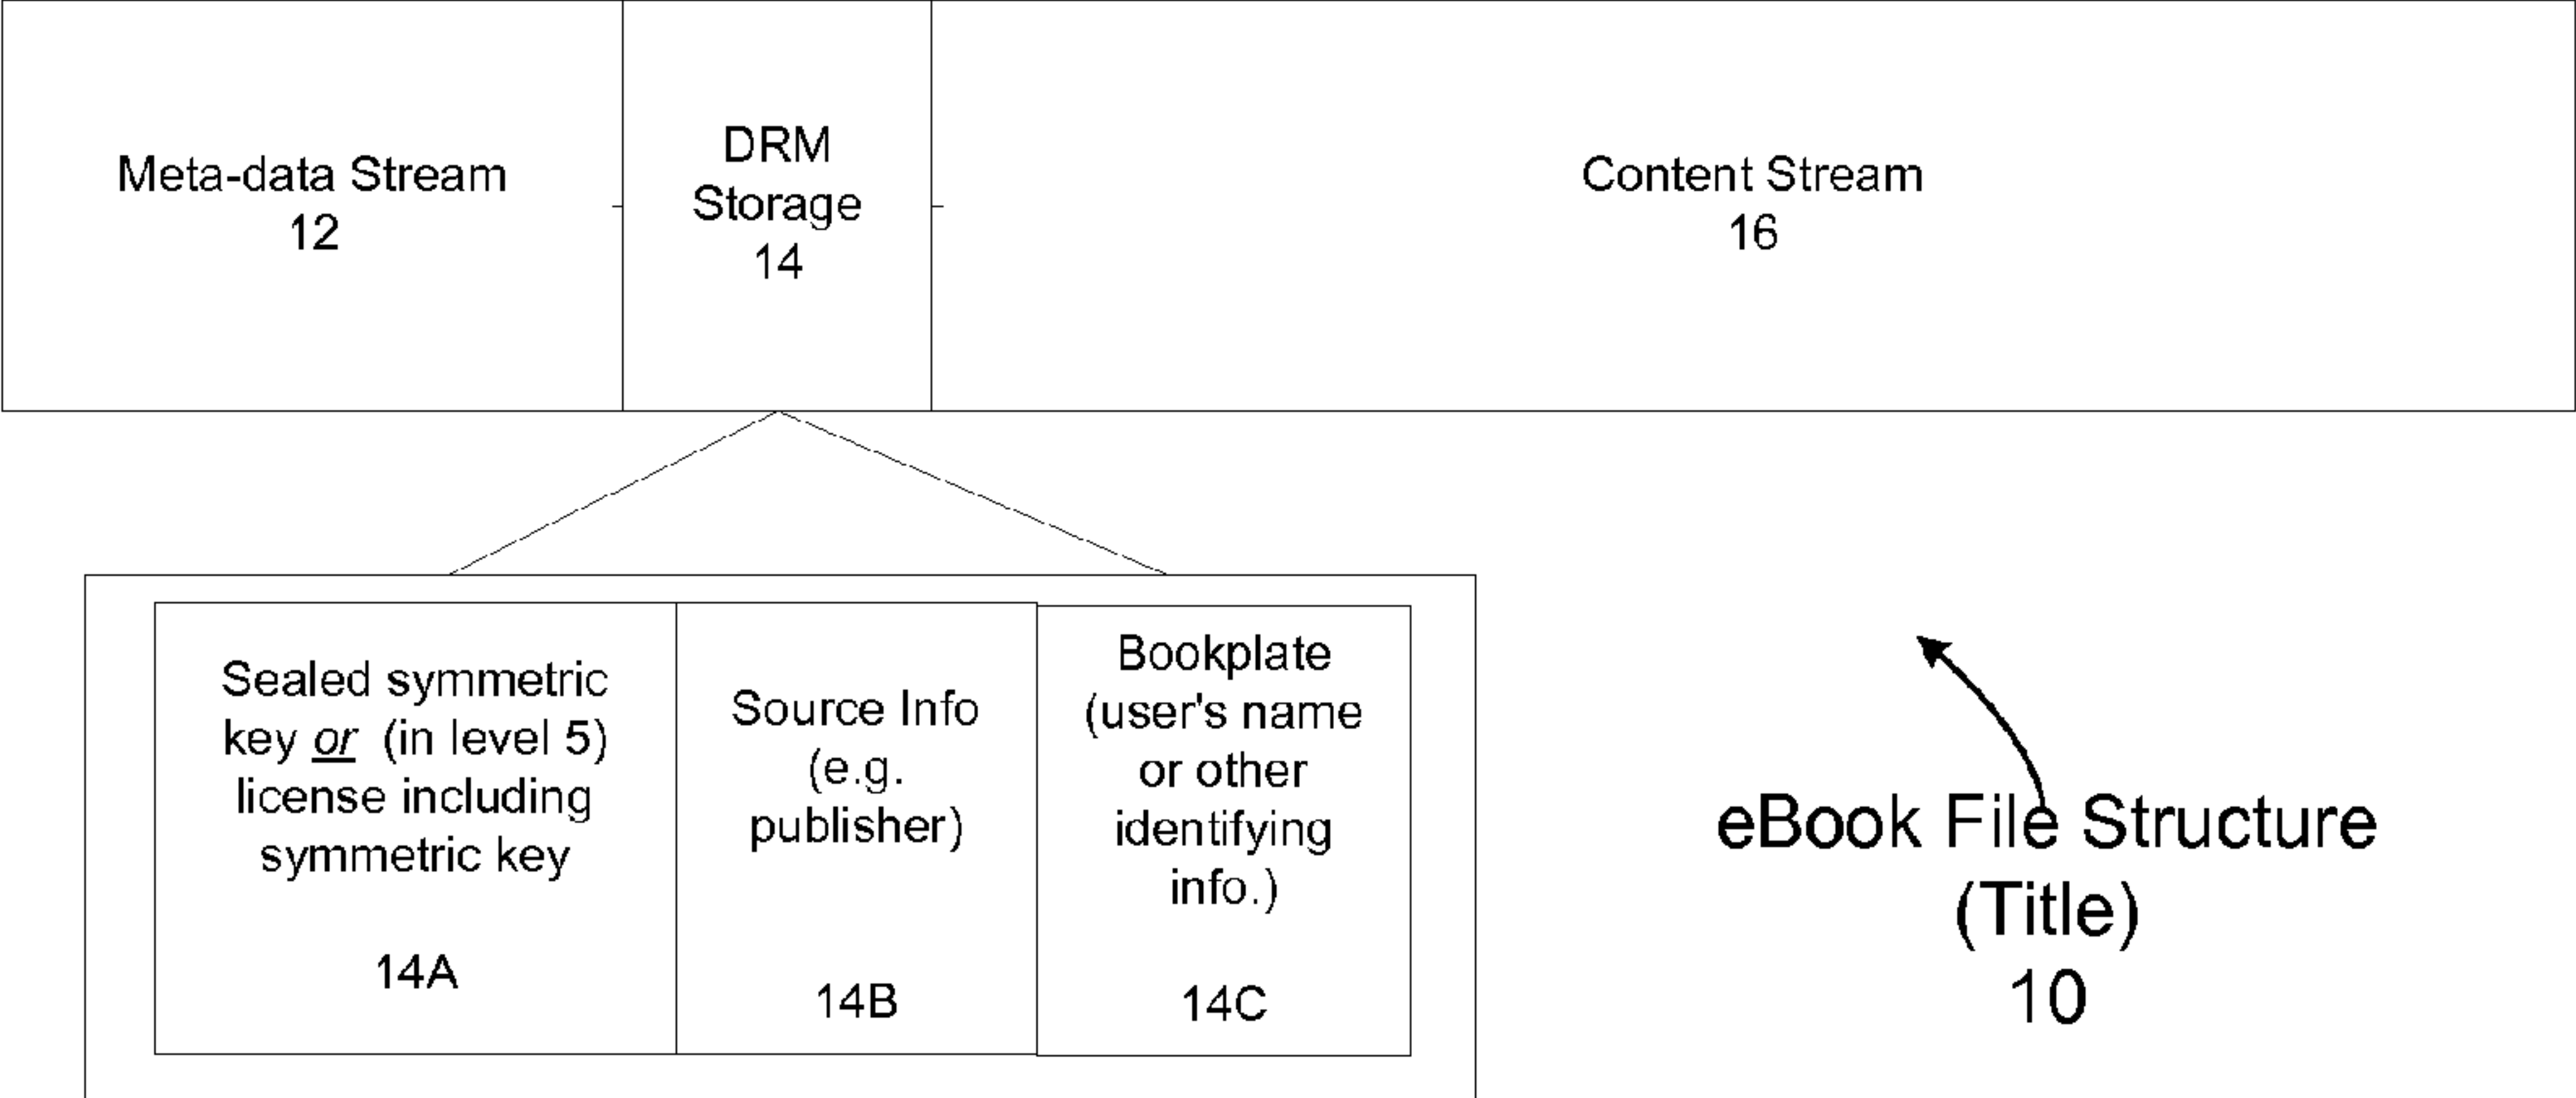 Meta-data Stream
12
DRM
Storage
14
Content Stream
16
Sealed symmetric
key or (in level 5)
license including
symmetric key
14A
Source Info
(e.g.
publisher)
14B
Bookplate
(user's name
or other
identifying
info.)
14C
eBook File Structure
(Title)
10